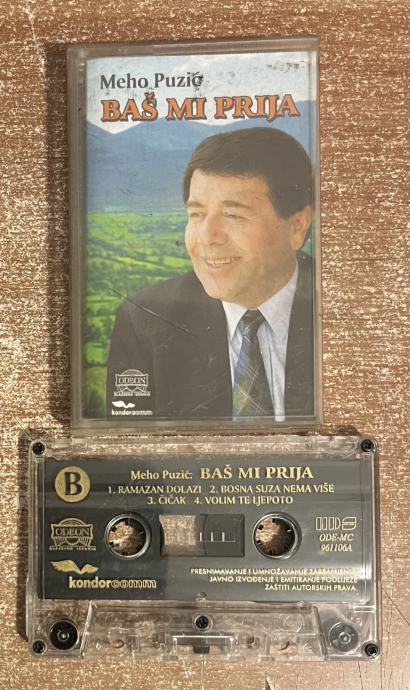 Meho Puzić
BAŠ MI PRIJA
ODEON
kondorcomm
B
Meho Puzić: BAŠ MI PRIJA
1. RAMAZAN DOLAZI 2. BOSNA SUZA NEMA VIŠE
3. ČIČAK 4. VOLIM TE LJEPOTO
ODEON
GLAZBENA IZDANJA
ODE-MC
961106A
kondorcomm
PRESNIMAVANJE I UMNOŽAVANJE ZABRANJENO.
JAVNO IZVOĐENJE I EMITIRANJE PODLIJEŽE
ZAŠTITI AUTORSKIH PRAVA.